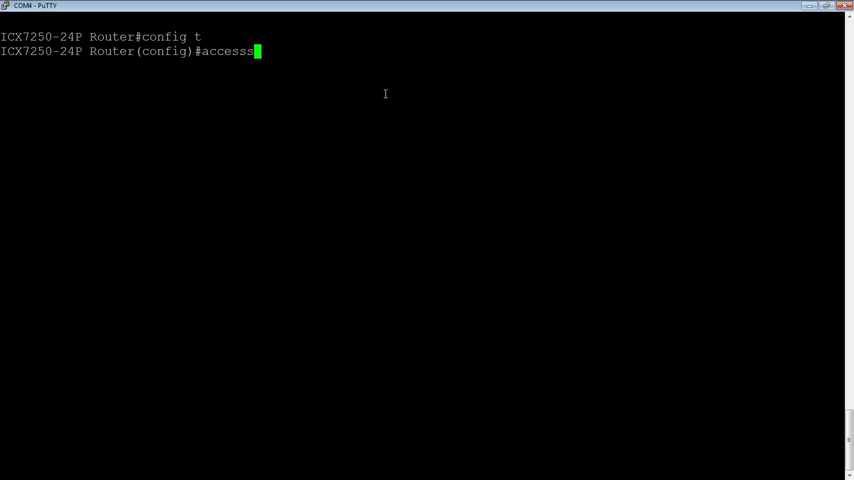 COM4 - PuTTY
ICX7250-24P Router#config t
ICX7250-24P Router(config)#accesss